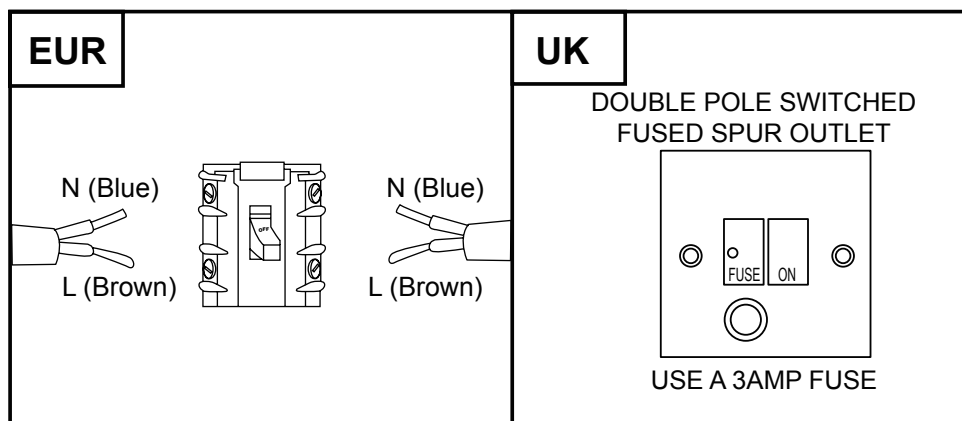 EUR
N (Blue)
L (Brown)
OFF
N (Blue)
L (Brown)
UK
DOUBLE POLE SWITCHED
FUSED SPUR OUTLET
FUSE
ON
USE A 3AMP FUSE